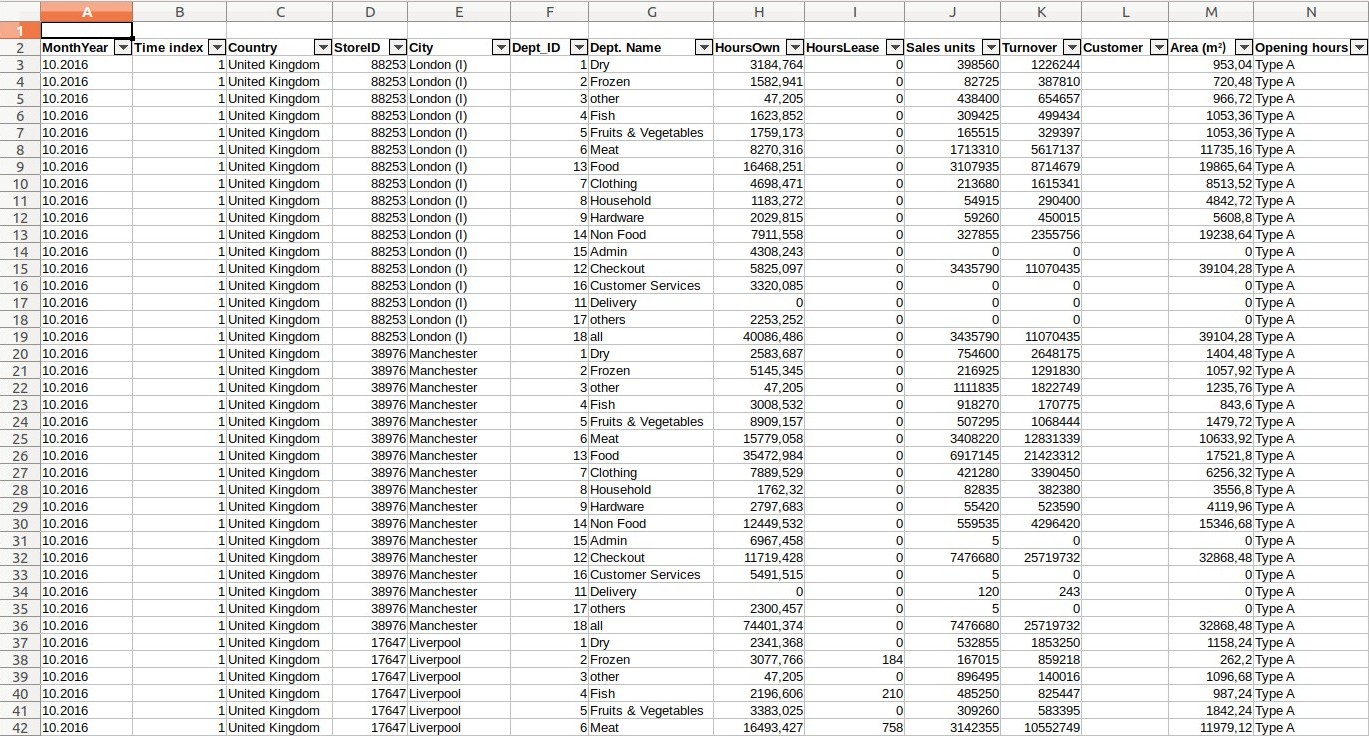 A B C D E F G H I J K L M N
1
2 MonthYear Time index Country StoreID City Dept_ID Dept. Name HoursOwn HoursLease Sales units Turnover Customer Area (m²) Opening hours
3 10.2016 1 United Kingdom 88253 London (I) 1 Dry 3184,764 0 398560 1226244 953,04 Type A
4 10.2016 1 United Kingdom 88253 London (I) 2 Frozen 1582,941 0 82725 387810 720,48 Type A
5 10.2016 1 United Kingdom 88253 London (I) 3 other 47,205 0 438400 654657 966,72 Type A
6 10.2016 1 United Kingdom 88253 London (I) 4 Fish 1623,852 0 309425 499434 1053,36 Type A
7 10.2016 1 United Kingdom 88253 London (I) 5 Fruits & Vegetables 1759,173 0 165515 329397 1053,36 Type A
8 10.2016 1 United Kingdom 88253 London (I) 6 Meat 8270,316 0 1713310 5617137 11735,16 Type A
9 10.2016 1 United Kingdom 88253 London (I) 13 Food 16468,251 0 3107935 8714679 19865,64 Type A
10 10.2016 1 United Kingdom 88253 London (I) 7 Clothing 4698,471 0 213680 1615341 8513,52 Type A
11 10.2016 1 United Kingdom 88253 London (I) 8 Household 1183,272 0 54915 290400 4842,72 Type A
12 10.2016 1 United Kingdom 88253 London (I) 9 Hardware 2029,815 0 59260 450015 5608,8 Type A
13 10.2016 1 United Kingdom 88253 London (I) 14 Non Food 7911,558 0 327855 2355756 19238,64 Type A
14 10.2016 1 United Kingdom 88253 London (I) 15 Admin 4308,243 0 0 0 0 Type A
15 10.2016 1 United Kingdom 88253 London (I) 12 Checkout 5825,097 0 3435790 11070435 39104,28 Type A
16 10.2016 1 United Kingdom 88253 London (I) 16 Customer Services 3320,085 0 0 0 0 Type A
17 10.2016 1 United Kingdom 88253 London (I) 11 Delivery 0 0 0 0 0 Type A
18 10.2016 1 United Kingdom 88253 London (I) 17 others 2253,252 0 0 0 0 Type A
19 10.2016 1 United Kingdom 88253 London (I) 18 all 40086,486 0 3435790 11070435 39104,28 Type A
20 10.2016 1 United Kingdom 38976 Manchester 1 Dry 2583,687 0 754600 2648175 1404,48 Type A
21 10.2016 1 United Kingdom 38976 Manchester 2 Frozen 5145,345 0 216925 1291830 1057,92 Type A
22 10.2016 1 United Kingdom 38976 Manchester 3 other 47,205 0 1111835 1822749 1235,76 Type A
23 10.2016 1 United Kingdom 38976 Manchester 4 Fish 3008,532 0 918270 170775 843,6 Type A
24 10.2016 1 United Kingdom 38976 Manchester 5 Fruits & Vegetables 8909,157 0 507295 1068444 1479,72 Type A
25 10.2016 1 United Kingdom 38976 Manchester 6 Meat 15779,058 0 3408220 12831339 10633,92 Type A
26 10.2016 1 United Kingdom 38976 Manchester 13 Food 35472,984 0 6917145 21423312 17521,8 Type A
27 10.2016 1 United Kingdom 38976 Manchester 7 Clothing 7889,529 0 421280 3390450 6256,32 Type A
28 10.2016 1 United Kingdom 38976 Manchester 8 Household 1762,32 0 82835 382380 3556,8 Type A
29 10.2016 1 United Kingdom 38976 Manchester 9 Hardware 2797,683 0 55420 523590 4119,96 Type A
30 10.2016 1 United Kingdom 38976 Manchester 14 Non Food 12449,532 0 559535 4296420 15346,68 Type A
31 10.2016 1 United Kingdom 38976 Manchester 15 Admin 6967,458 0 5 0 0 Type A
32 10.2016 1 United Kingdom 38976 Manchester 12 Checkout 11719,428 0 7476680 25719732 32868,48 Type A
33 10.2016 1 United Kingdom 38976 Manchester 16 Customer Services 5491,515 0 5 0 0 Type A
34 10.2016 1 United Kingdom 38976 Manchester 11 Delivery 0 0 120 243 0 Type A
35 10.2016 1 United Kingdom 38976 Manchester 17 others 2300,457 0 5 0 0 Type A
36 10.2016 1 United Kingdom 38976 Manchester 18 all 74401,374 0 7476680 25719732 32868,48 Type A
37 10.2016 1 United Kingdom 17647 Liverpool 1 Dry 2341,368 0 532855 1853250 1158,24 Type A
38 10.2016 1 United Kingdom 17647 Liverpool 2 Frozen 3077,766 184 167015 859218 262,2 Type A
39 10.2016 1 United Kingdom 17647 Liverpool 3 other 47,205 0 896495 140016 1096,68 Type A
40 10.2016 1 United Kingdom 17647 Liverpool 4 Fish 2196,606 210 485250 825447 987,24 Type A
41 10.2016 1 United Kingdom 17647 Liverpool 5 Fruits & Vegetables 3383,025 0 309260 583395 1842,24 Type A
42 10.2016 1 United Kingdom 17647 Liverpool 6 Meat 16493,427 758 3142355 10552749 11979,12 Type A